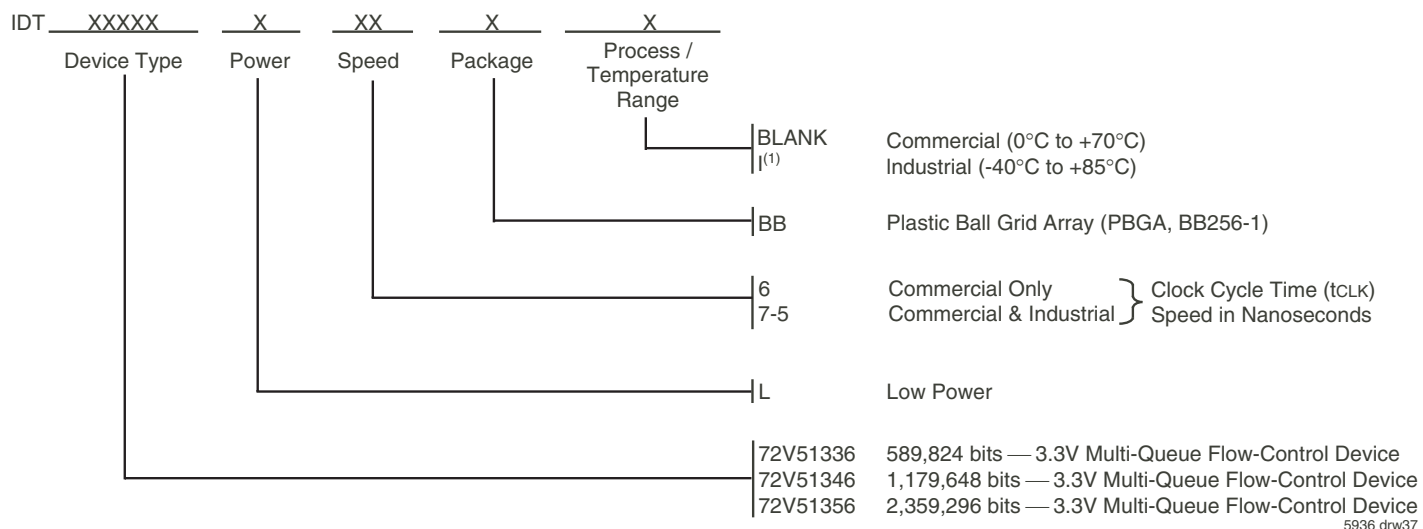 IDT XXXXX X XX X X
Device Type Power Speed Package Process / Temperature Range
BLANK Commercial (0°C to +70°C)
I(1) Industrial (-40°C to +85°C)
BB Plastic Ball Grid Array (PBGA, BB256-1)
6 Commercial Only Clock Cycle Time (tCLK)
7-5 Commercial & Industrial Speed in Nanoseconds
L Low Power
72V51336 589,824 bits — 3.3V Multi-Queue Flow-Control Device
72V51346 1,179,648 bits — 3.3V Multi-Queue Flow-Control Device
72V51356 2,359,296 bits — 3.3V Multi-Queue Flow-Control Device
5936 drw37